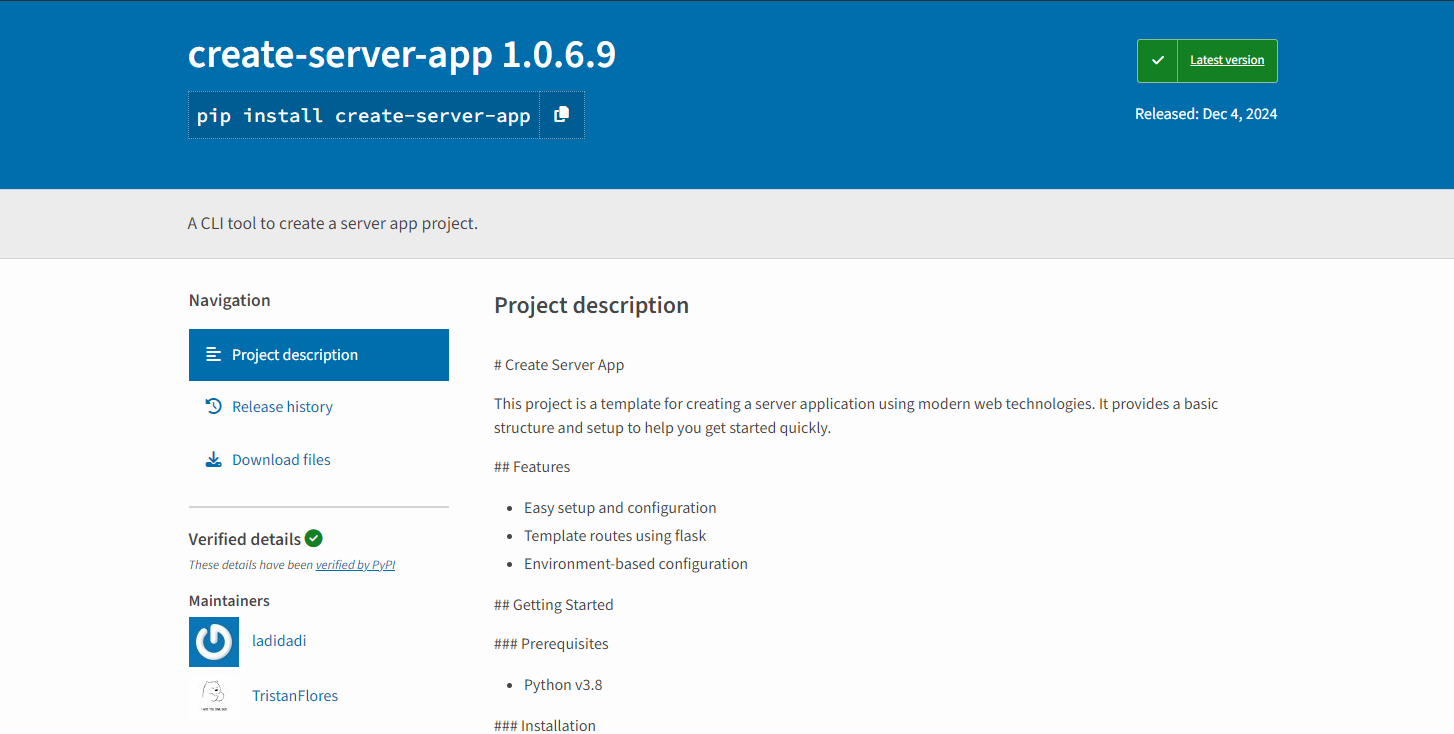 create-server-app 1.0.6.9
Latest version
pip install create-server-app
Released: Dec 4, 2024
A CLI tool to create a server app project.
Navigation
Project description
Release history
Download files
Verified details
These details have been verified by PyPI
Maintainers
ladidadi
TristanFlores
Project description
# Create Server App
This project is a template for creating a server application using modern web technologies. It provides a basic
structure and setup to help you get started quickly.
## Features
• Easy setup and configuration
• Template routes using flask
• Environment-based configuration
## Getting Started
### Prerequisites
• Python v3.8
### Installation